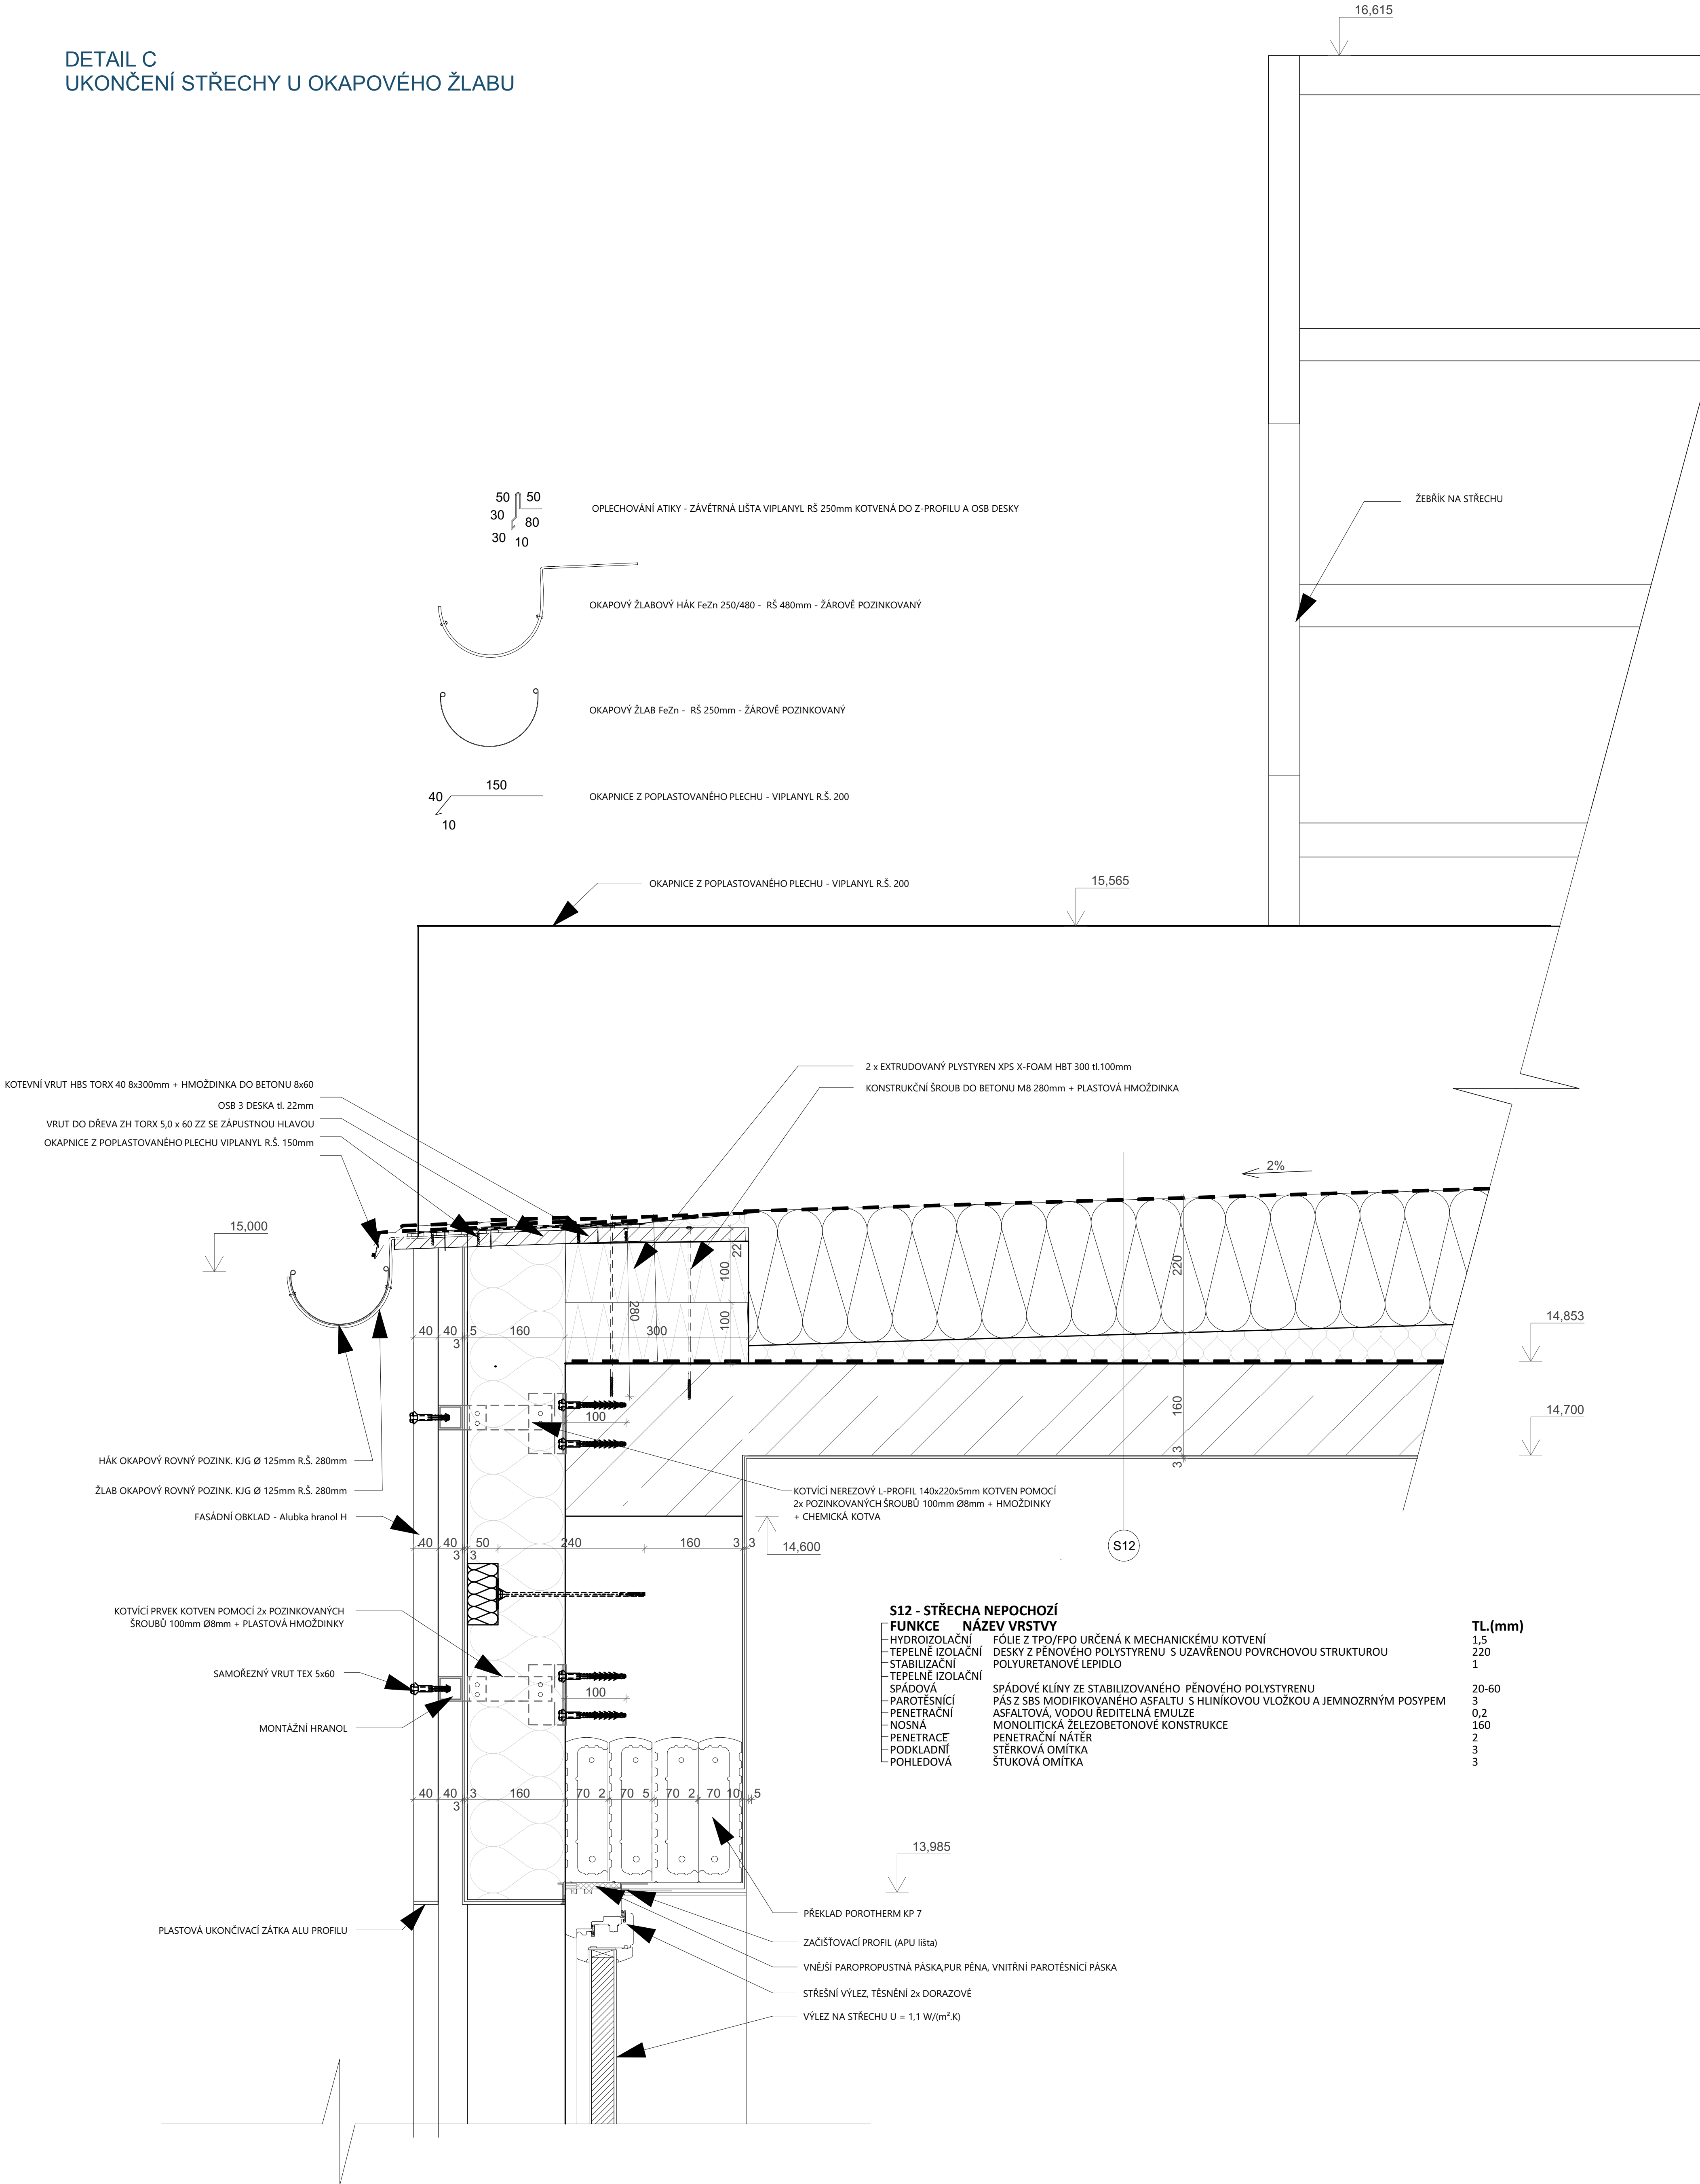 DETAIL C
UKONČENÍ STŘECHY U OKAPOVÉHO ŽLABU
16,615
50 50
30 80
30 10
OPLECHOVÁNÍ ATIKY - ZÁVĚTRNÁ LIŠTA VIPLANYL RŠ 250mm KOTVENÁ DO Z-PROFILU A OSB DESKY
ŽEBŘÍK NA STŘECHU
OKAPOVÝ ŽLABOVÝ HÁK FeZn 250/480 - RŠ 480mm - ŽÁROVĚ POZINKOVANÝ
OKAPOVÝ ŽLAB FeZn - RŠ 250mm - ŽÁROVĚ POZINKOVANÝ
150
40
10
OKAPNICE Z POPLASTOVANÉHO PLECHU - VIPLANYL R.Š. 200
OKAPNICE Z POPLASTOVANÉHO PLECHU - VIPLANYL R.Š. 200
15,565
2 x EXTRUDOVANÝ PLYSTYREN XPS X-FOAM HBT 300 tl.100mm
KONSTRUKČNÍ ŠROUB DO BETONU M8 280mm + PLASTOVÁ HMOŽDINKA
KOTEVNÍ VRUT HBS TORX 40 8x300mm + HMOŽDINKA DO BETONU 8x60
OSB 3 DESKA tl. 22mm
VRUT DO DŘEVA ZH TORX 5,0 x 60 ZZ SE ZÁPUSTNOU HLAVOU
OKAPNICE Z POPLASTOVANÉHO PLECHU VIPLANYL R.Š. 150mm
2%
15,000
22
100
100
280
220
40 40 5 160 300
3
14,853
160
3 3
14,700
100
HÁK OKAPOVÝ ROVNÝ POZINK. KJG Ø 125mm R.Š. 280mm
ŽLAB OKAPOVÝ ROVNÝ POZINK. KJG Ø 125mm R.Š. 280mm
FASÁDNÍ OBKLAD - Alubka hranol H
KOTVÍCÍ NEREZOVÝ L-PROFIL 140x220x5mm KOTVEN POMOCÍ
2x POZINKOVANÝCH ŠROUBŮ 100mm Ø8mm + HMOŽDINKY
+ CHEMICKÁ KOTVA
40 40 50 240 160 3 3
3 3
14,600
S12
KOTVÍCÍ PRVEK KOTVEN POMOCÍ 2x POZINKOVANÝCH
ŠROUBŮ 100mm Ø8mm + PLASTOVÁ HMOŽDINKY
SAMOŘEZNÝ VRUT TEX 5x60
MONTÁŽNÍ HRANOL
100
S12 - STŘECHA NEPOCHOZÍ
FUNKCE NÁZEV VRSTVY TL.(mm)
HYDROIZOLAČNÍ FÓLIE Z TPO/FPO URČENÁ K MECHANICKÉMU KOTVENÍ 1,5
TEPELNĚ IZOLAČNÍ DESKY Z PĚNOVÉHO POLYSTYRENU S UZAVŘENOU POVRCHOVOU STRUKTUROU 220
STABILIZAČNÍ POLYURETANOVÉ LEPIDLO 1
TEPELNĚ IZOLAČNÍ
SPÁDOVÁ SPÁDOVÉ KLÍNY ZE STABILIZOVANÉHO PĚNOVÉHO POLYSTYRENU 20-60
PAROTĚSNÍCÍ PÁS Z SBS MODIFIKOVANÉHO ASFALTU S HLINÍKOVOU VLOŽKOU A JEMNOZRNÝM POSYPEM 3
PENETRAČNÍ ASFALTOVÁ, VODOU ŘEDITELNÁ EMULZE 0,2
NOSNÁ MONOLITICKÁ ŽELEZOBETONOVÉ KONSTRUKCE 160
PENETRACE PENETRAČNÍ NÁTĚR 2
PODKLADNÍ STĚRKOVÁ OMÍTKA 3
POHLEDOVÁ ŠTUKOVÁ OMÍTKA 3
40 40 3 160 70 2 70 5 70 2 70 10 5
3
13,985
PŘEKLAD POROTHERM KP 7
PLASTOVÁ UKONČIVACÍ ZÁTKA ALU PROFILU
ZAČIŠŤOVACÍ PROFIL (APU lišta)
VNĚJŠÍ PAROPROPUSTNÁ PÁSKA,PUR PĚNA, VNITŘNÍ PAROTĚSNÍCÍ PÁSKA
STŘEŠNÍ VÝLEZ, TĚSNĚNÍ 2x DORAZOVÉ
VÝLEZ NA STŘECHU U = 1,1 W/(m².K)